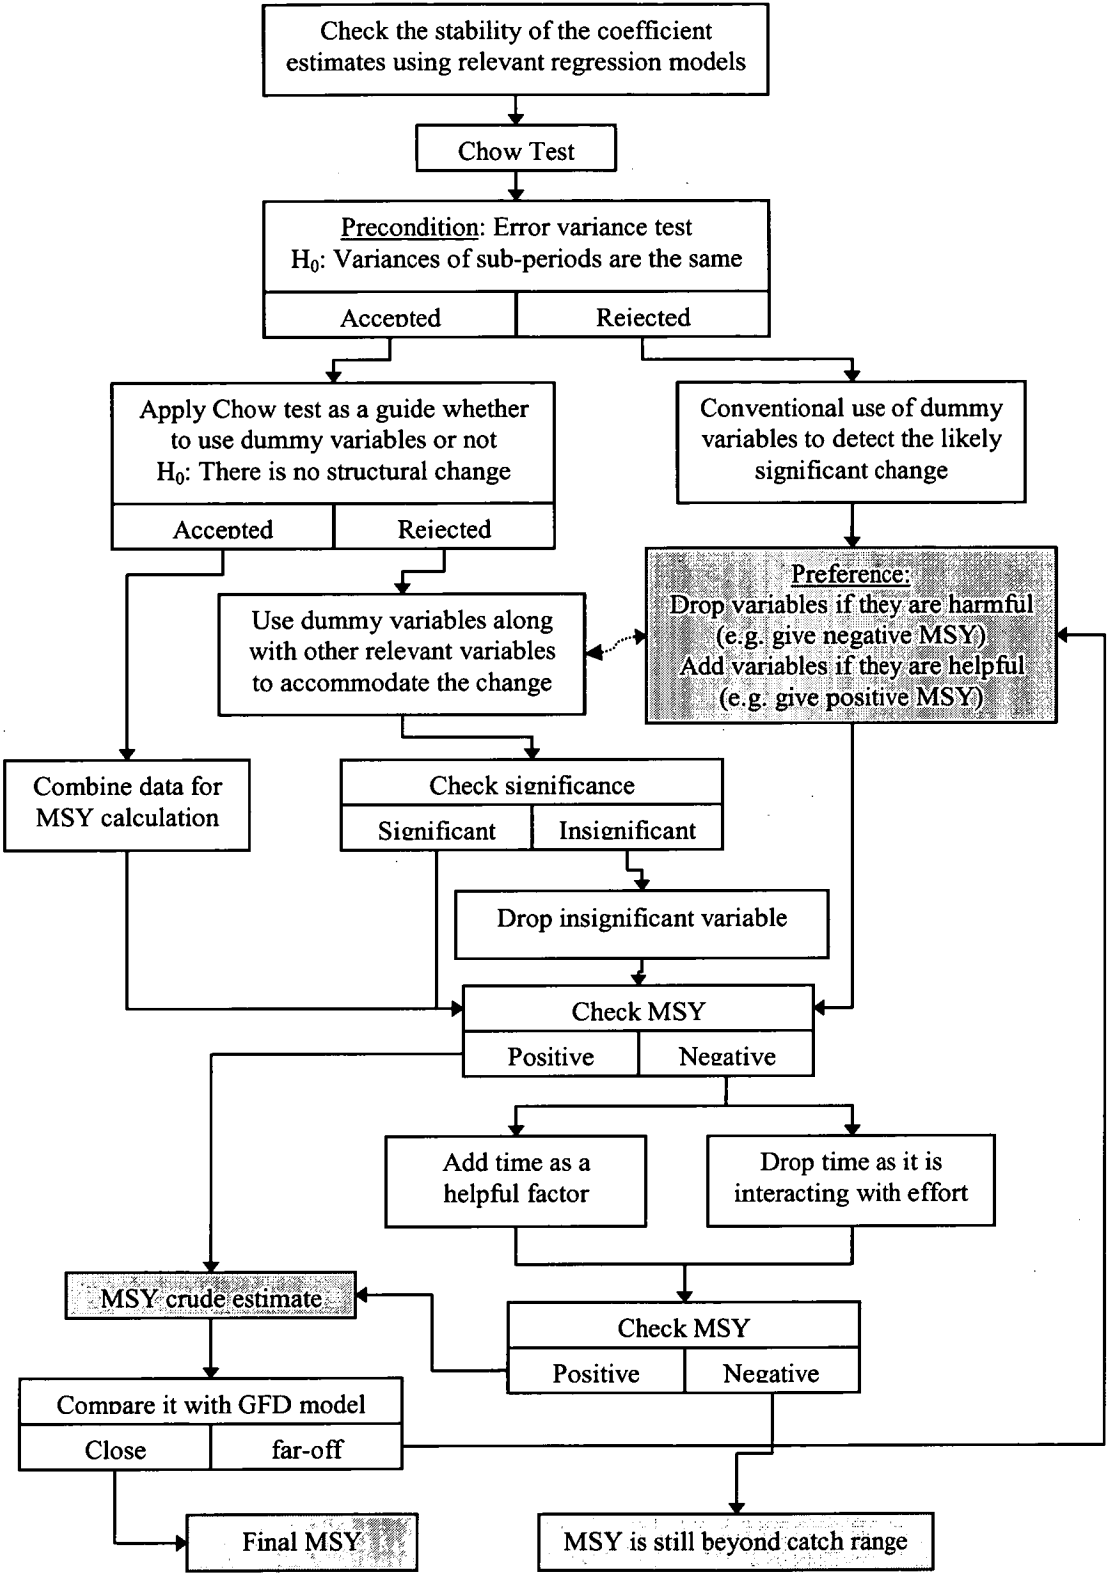 Check the stability of the coefficient
estimates using relevant regression models
Chow Test
Precondition: Error variance test
H₀: Variances of sub-periods are the same
Accepted
Rejected
Apply Chow test as a guide whether
to use dummy variables or not
H₀: There is no structural change
Accepted
Rejected
Conventional use of dummy
variables to detect the likely
significant change
Preference:
Drop variables if they are harmful
(e.g. give negative MSY)
Add variables if they are helpful
(e.g. give positive MSY)
Use dummy variables along
with other relevant variables
to accommodate the change
Combine data for
MSY calculation
Check significance
Significant
Insignificant
Drop insignificant variable
Check MSY
Positive
Negative
Add time as a
helpful factor
Drop time as it is
interacting with effort
MSY crude estimate
Check MSY
Positive
Negative
Compare it with GFD model
Close
far-off
Final MSY
MSY is still beyond catch range